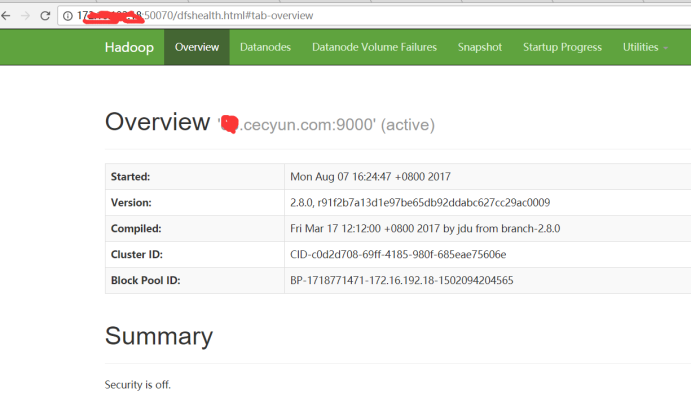 :50070/dfshealth.html#tab-overview
Hadoop Overview Datanodes Datanode Volume Failures Snapshot Startup Progress Utilities
Overview '.cecyun.com:9000' (active)
Started: Mon Aug 07 16:24:47 +0800 2017
Version: 2.8.0, r91f2b7a13d1e97be65db92ddabc627cc29ac0009
Compiled: Fri Mar 17 12:12:00 +0800 2017 by jdu from branch-2.8.0
Cluster ID: CID-c0d2d708-69ff-4185-980f-685eae75606e
Block Pool ID: BP-1718771471-172.16.192.18-1502094204565
Summary
Security is off.